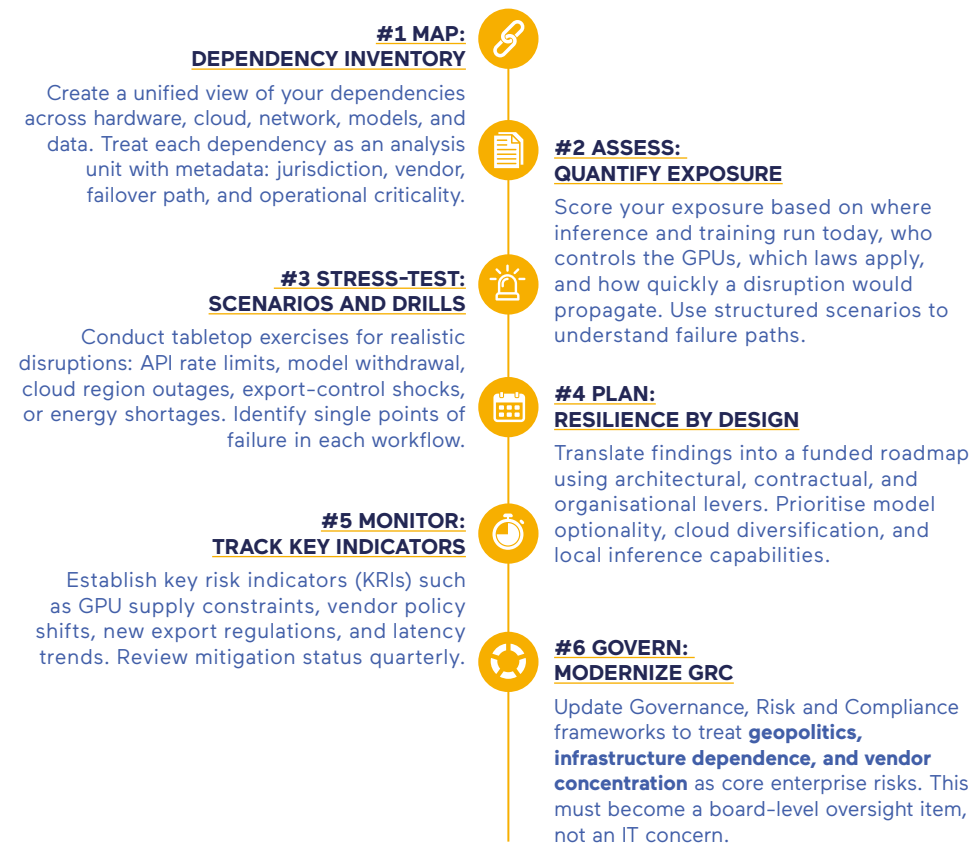 #1 MAP:
DEPENDENCY INVENTORY
Create a unified view of your dependencies
across hardware, cloud, network, models, and
data. Treat each dependency as an analysis
unit with metadata: jurisdiction, vendor,
failover path, and operational criticality.
#2 ASSESS:
QUANTIFY EXPOSURE
Score your exposure based on where
inference and training run today, who
controls the GPUs, which laws apply,
and how quickly a disruption would
propagate. Use structured scenarios to
understand failure paths.
#3 STRESS-TEST:
SCENARIOS AND DRILLS
Conduct tabletop exercises for realistic
disruptions: API rate limits, model withdrawal,
cloud region outages, export-control shocks,
or energy shortages. Identify single points of
failure in each workflow.
#4 PLAN:
RESILIENCE BY DESIGN
Translate findings into a funded roadmap
using architectural, contractual, and
organisational levers. Prioritise model
optionality, cloud diversification, and
local inference capabilities.
#5 MONITOR:
TRACK KEY INDICATORS
Establish key risk indicators (KRIs) such
as GPU supply constraints, vendor policy
shifts, new export regulations, and latency
trends. Review mitigation status quarterly.
#6 GOVERN:
MODERNIZE GRC
Update Governance, Risk and Compliance
frameworks to treat geopolitics,
infrastructure dependence, and vendor
concentration as core enterprise risks. This
must become a board-level oversight item,
not an IT concern.